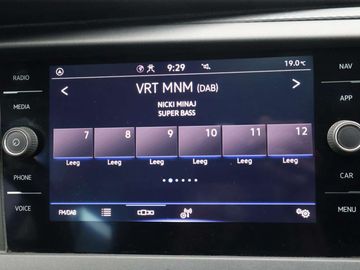 RADIO
MEDIA
PHONE
VOICE
9:29
19.0°C
< VRT MNM (DAB) >
NICKI MINAJ
SUPER BASS
7 8 9 10 11 12
Leeg Leeg Leeg Leeg Leeg Leeg
FM/DAB
NAV
APP
CAR
MENU